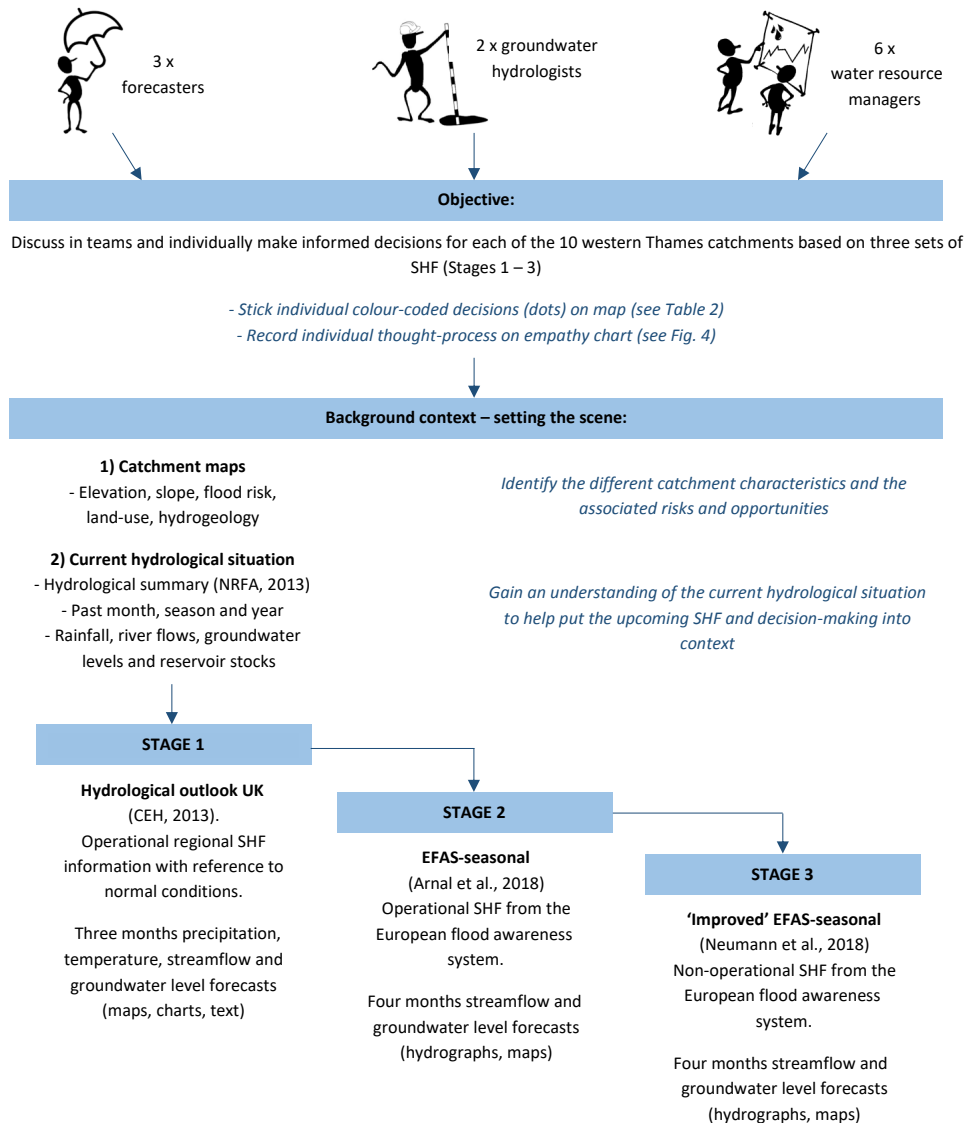 3 x
forecasters
2 x groundwater
hydrologists
6 x
water resource
managers
Objective:
Discuss in teams and individually make informed decisions for each of the 10 western Thames catchments based on three sets of
SHF (Stages 1 – 3)
- Stick individual colour-coded decisions (dots) on map (see Table 2)
- Record individual thought-process on empathy chart (see Fig. 4)
Background context – setting the scene:
1) Catchment maps
- Elevation, slope, flood risk,
land-use, hydrogeology
Identify the different catchment characteristics and the
associated risks and opportunities
2) Current hydrological situation
- Hydrological summary (NRFA, 2013)
- Past month, season and year
- Rainfall, river flows, groundwater
levels and reservoir stocks
Gain an understanding of the current hydrological situation
to help put the upcoming SHF and decision-making into
context
STAGE 1
Hydrological outlook UK
(CEH, 2013).
Operational regional SHF
information with reference to
normal conditions.
Three months precipitation,
temperature, streamflow and
groundwater level forecasts
(maps, charts, text)
STAGE 2
EFAS-seasonal
(Arnal et al., 2018)
Operational SHF from the
European flood awareness
system.
Four months streamflow and
groundwater level forecasts
(hydrographs, maps)
STAGE 3
‘Improved’ EFAS-seasonal
(Neumann et al., 2018)
Non-operational SHF from the
European flood awareness
system.
Four months streamflow and
groundwater level forecasts
(hydrographs, maps)